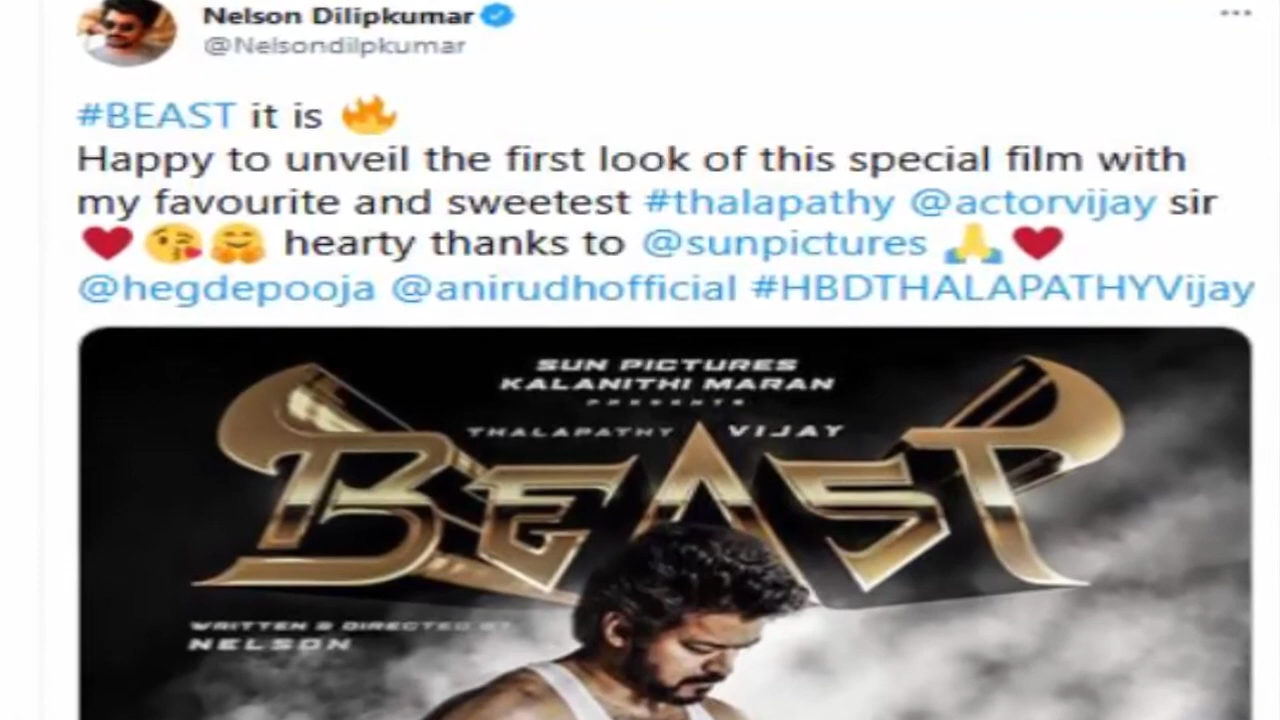 Nelson Dilipkumar
@Nelsondilpkumar
#BEAST it is 🔥
Happy to unveil the first look of this special film with
my favourite and sweetest #thalapathy @actorvijay sir
❤️😘🤗 hearty thanks to @sunpictures 🙏❤️
@hegdepooja @anirudhofficial #HBDTHALAPATHYVijay
SUN PICTURES
KALANITHI MARAN
PRESENTS
THALAPATHY VIJAY
BEAST
WRITTEN & DIRECTED BY
NELSON